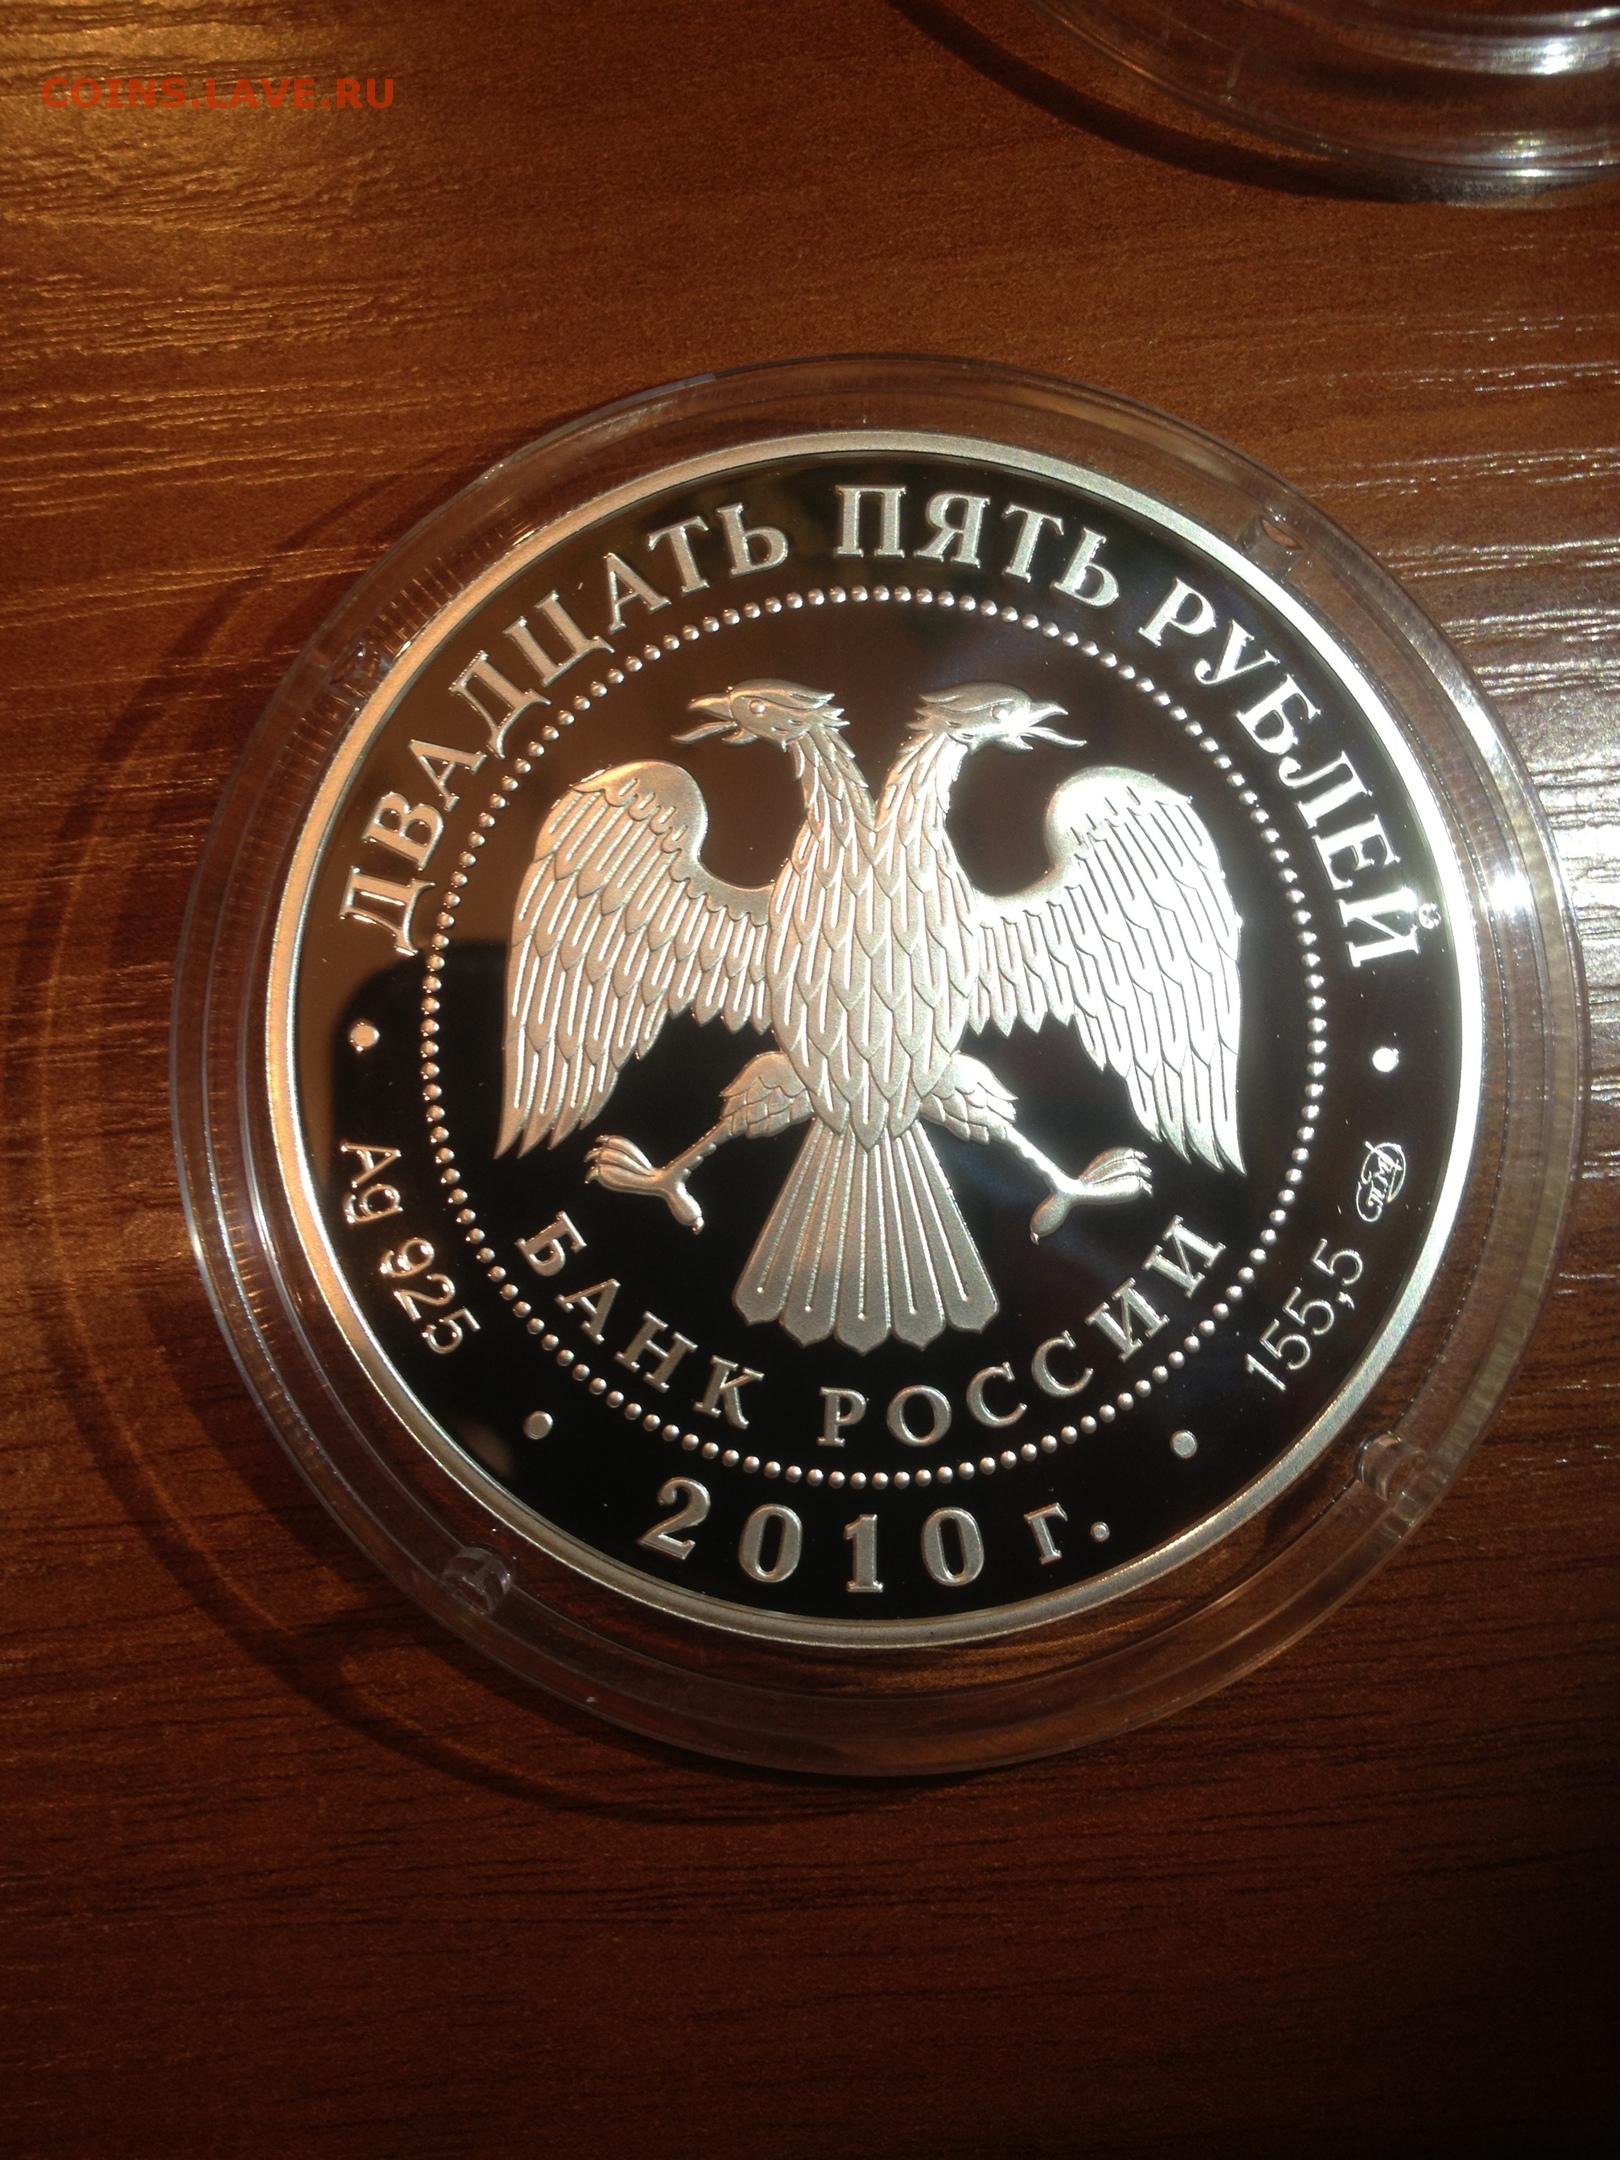 COINS.LAVE.RU
ДВАДЦАТЬ ПЯТЬ РУБЛЕЙ
БАНК РОССИИ
Ag 925
2010 г.
155,5